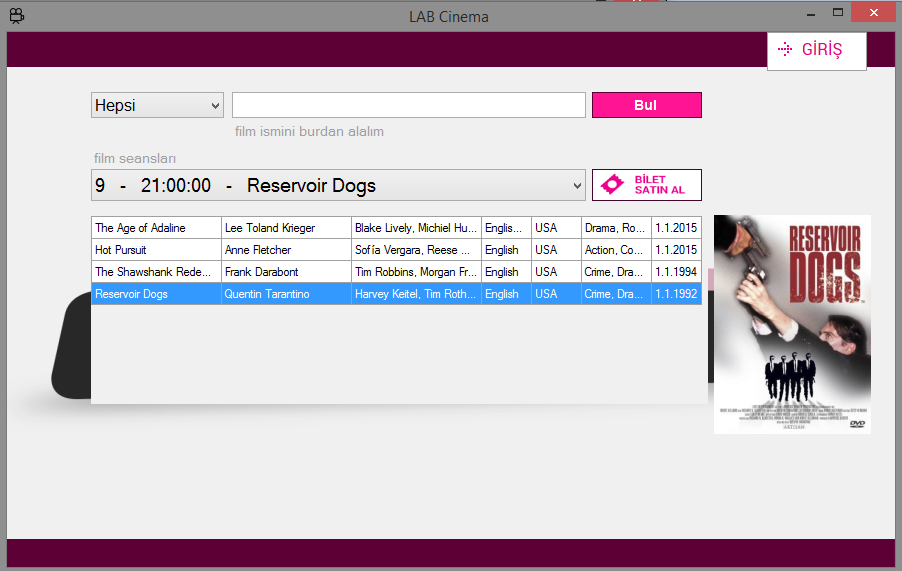 LAB Cinema
GİRİŞ
Hepsi
Bul
film ismini burdan alalım
film seansları
9 - 21:00:00 - Reservoir Dogs
BİLET
SATIN AL
The Age of Adaline Lee Toland Krieger Blake Lively, Michiel Hu... Englis... USA Drama, Ro... 1.1.2015
Hot Pursuit Anne Fletcher Sofía Vergara, Reese ... English USA Action, Co... 1.1.2015
The Shawshank Rede... Frank Darabont Tim Robbins, Morgan Fr... English USA Crime, Dra... 1.1.1994
Reservoir Dogs Quentin Tarantino Harvey Keitel, Tim Roth... English USA Crime, Dra... 1.1.1992
RESERVOIR
DOGS
ARTISAN
DVD